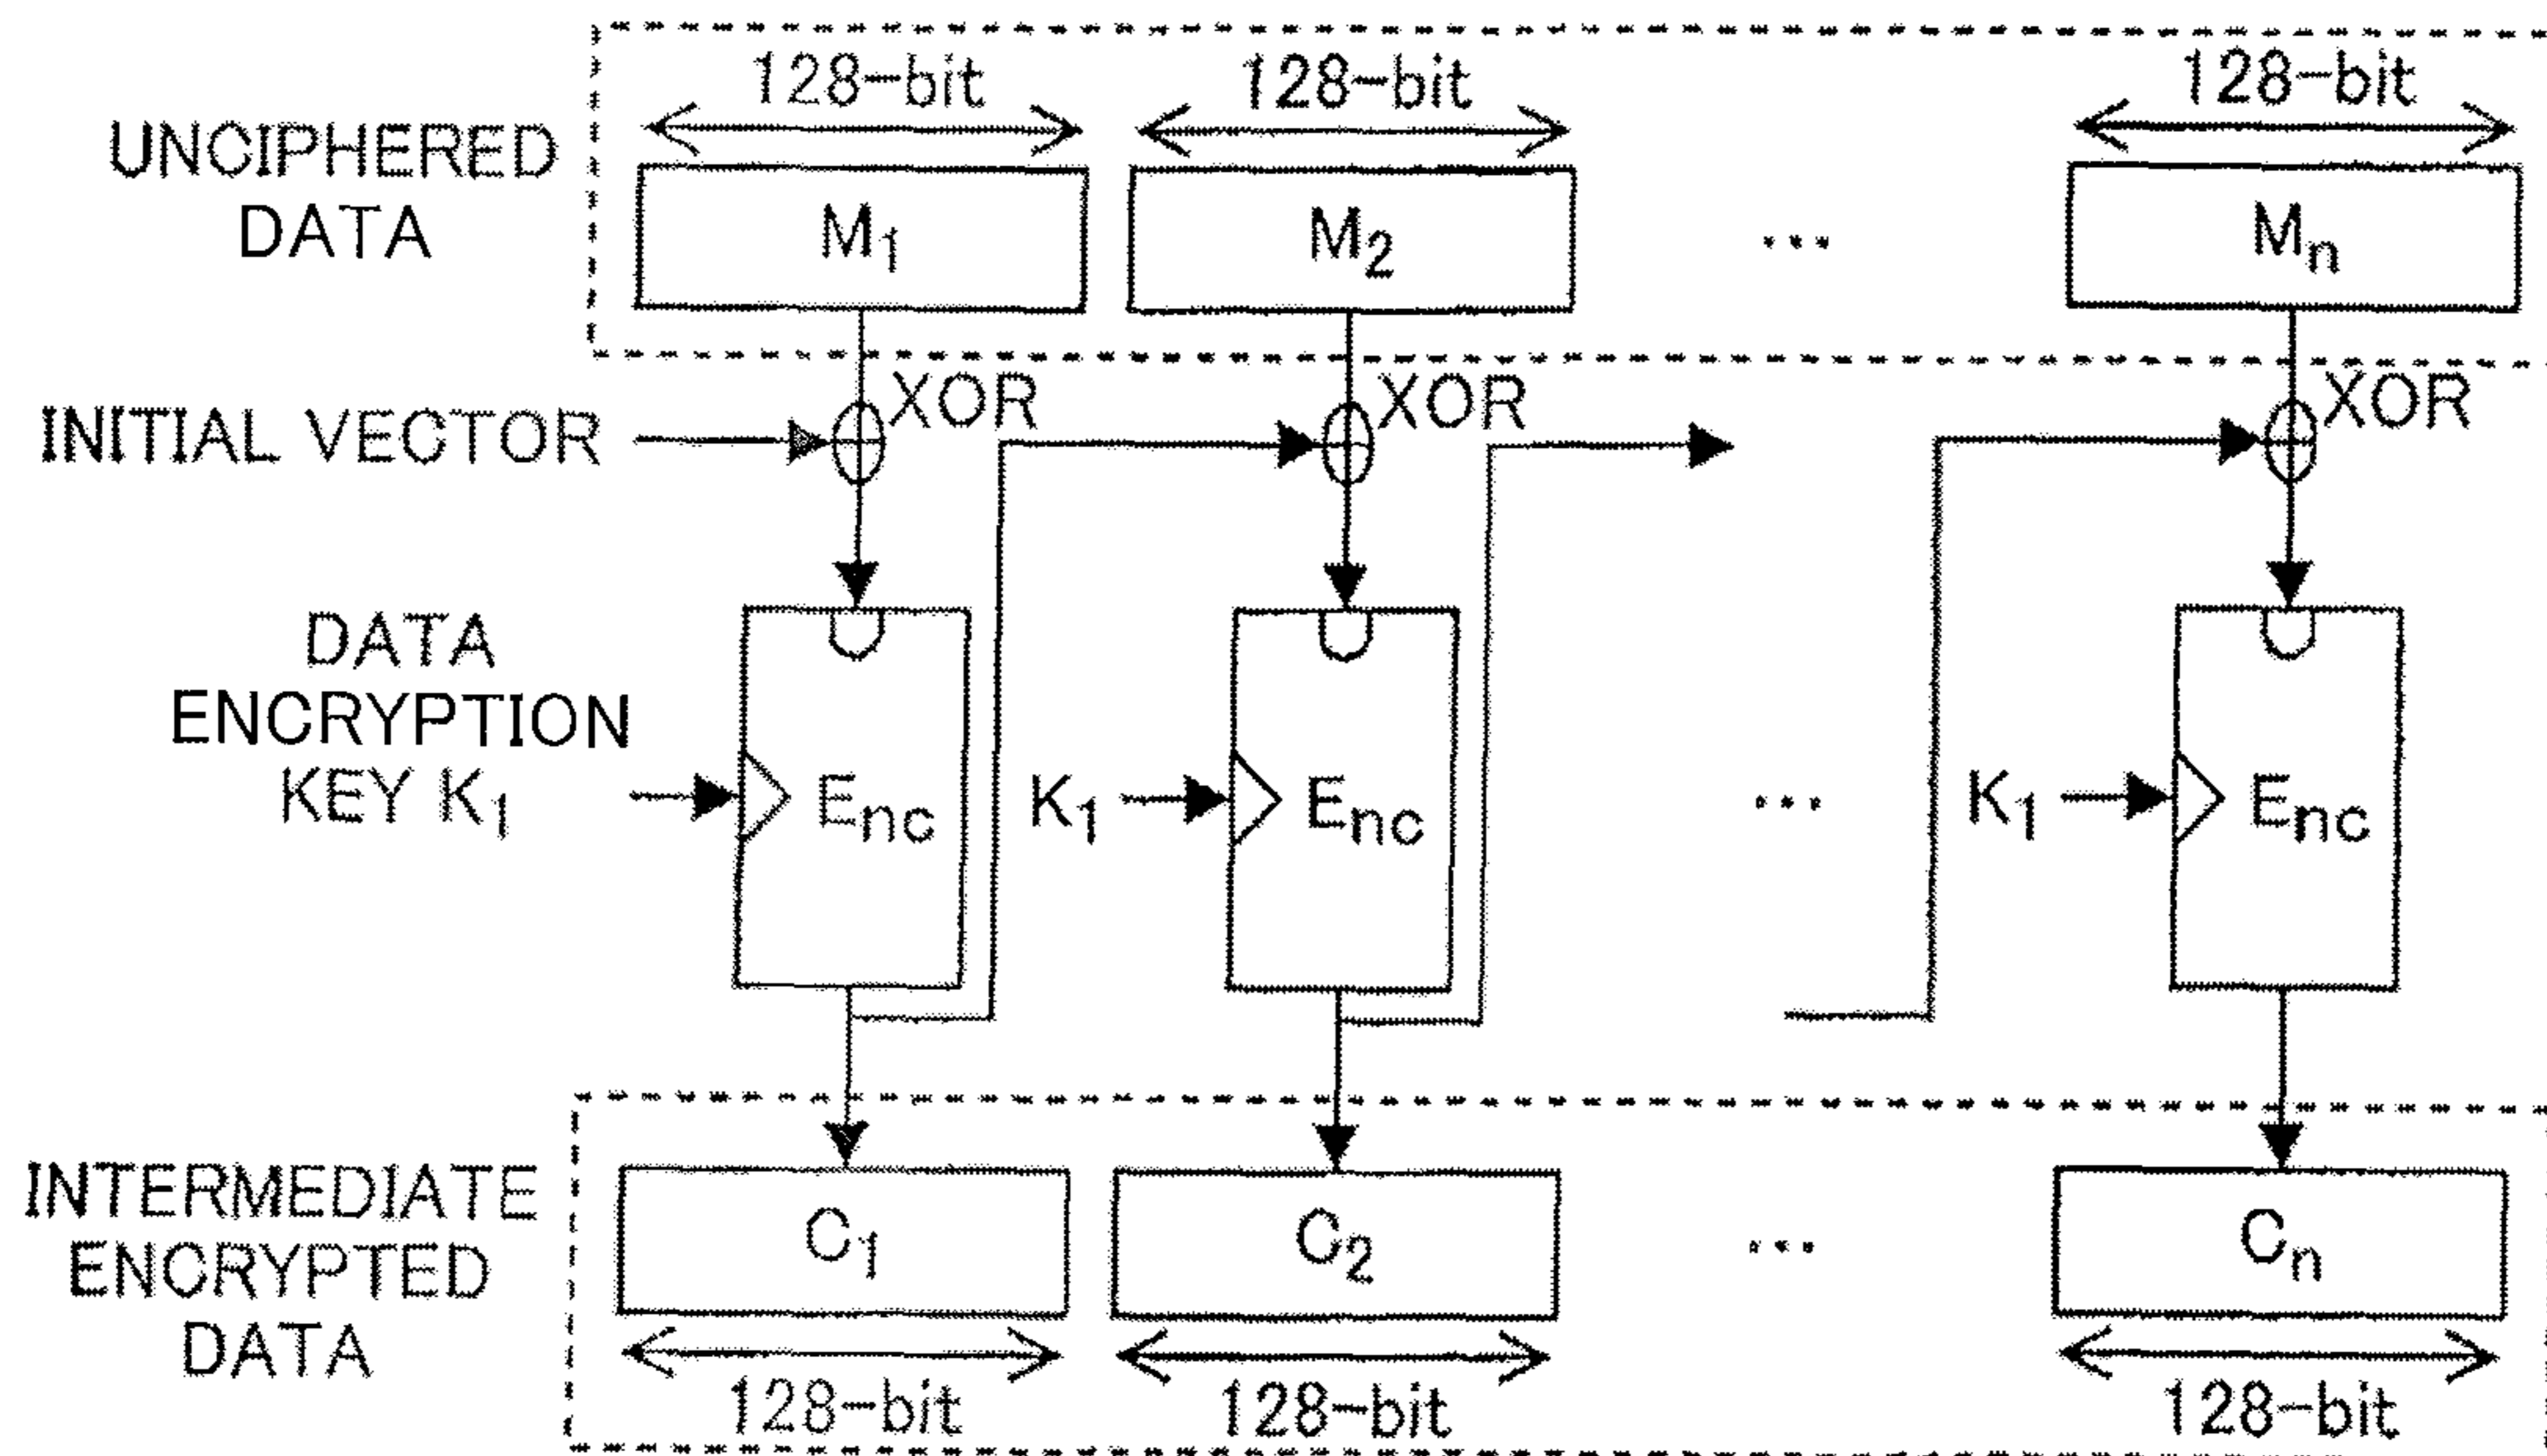 128-bit 128-bit 128-bit
UNCIPHERED
DATA
M1 M2 ... Mn
XOR XOR XOR
INITIAL VECTOR
DATA
ENCRYPTION
KEY K1
Enc K1 Enc ... K1 Enc
INTERMEDIATE
ENCRYPTED
DATA
C1 C2 ... Cn
128-bit 128-bit 128-bit